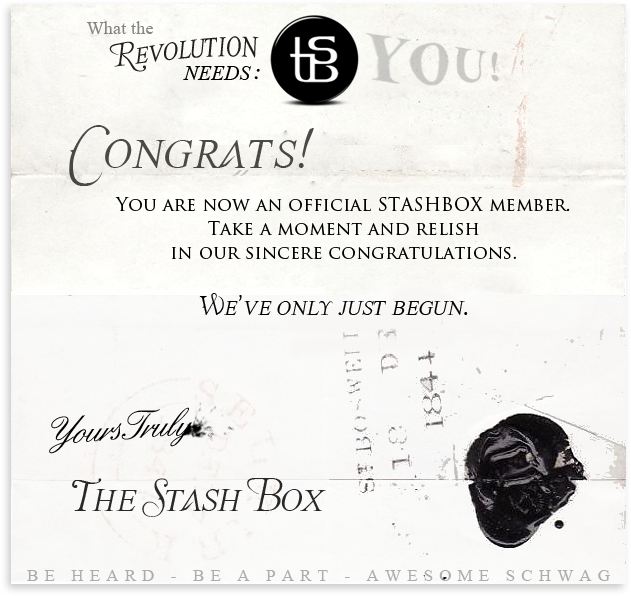 What the
REVOLUTION
NEEDS:
tSB
YOU!
CONGRATS!
YOU ARE NOW AN OFFICIAL STASHBOX MEMBER.
TAKE A MOMENT AND RELISH
IN OUR SINCERE CONGRATULATIONS.
WE'VE ONLY JUST BEGUN.
ST BOSWELL
D
18
1844
Yours Truly
THE STASH BOX
BE HEARD - BE A PART - AWESOME SCHWAG